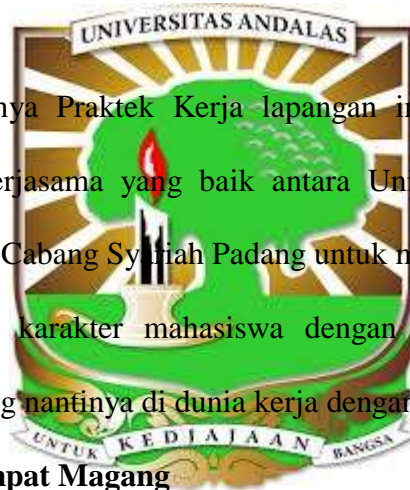 UNIVERSITAS ANDALAS
nya Praktek Kerja lapangan in
erjasama yang baik antara Uni
Cabang Syariah Padang untuk m
karakter mahasiswa dengan
g nantinya di dunia kerja dengan
UNTUK KEDJAJAAN BANGSA
pat Magang